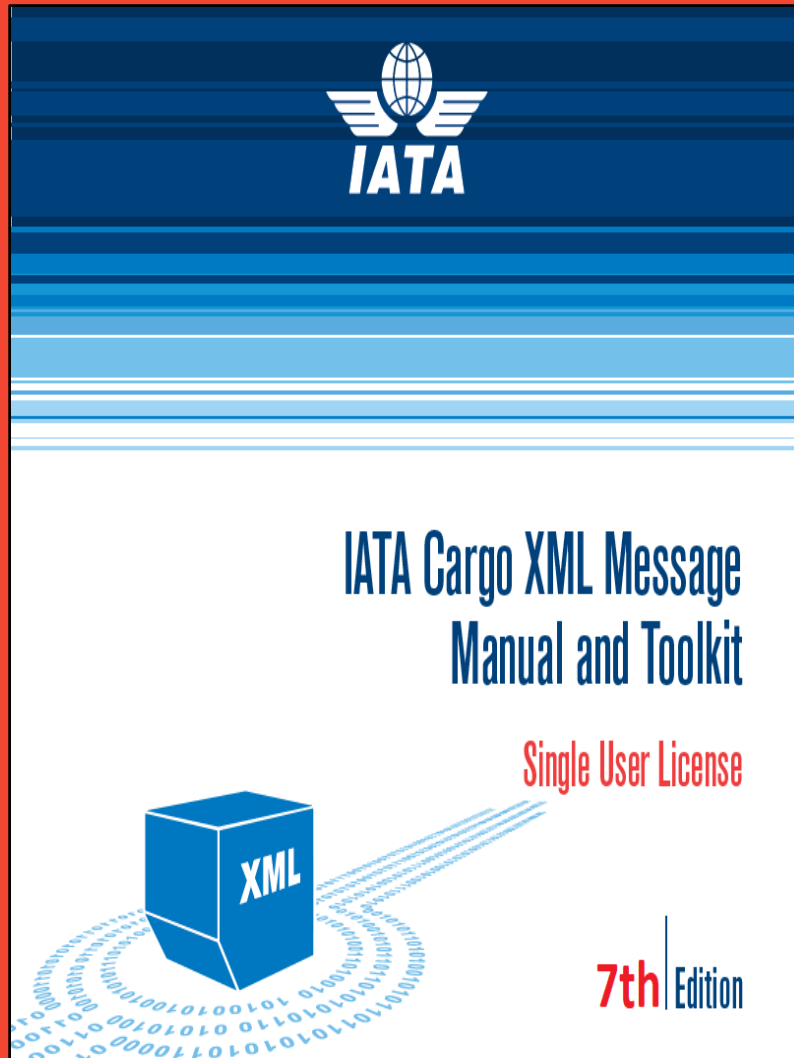 IATA
IATA Cargo XML Message
Manual and Toolkit
Single User License
XML
7th Edition